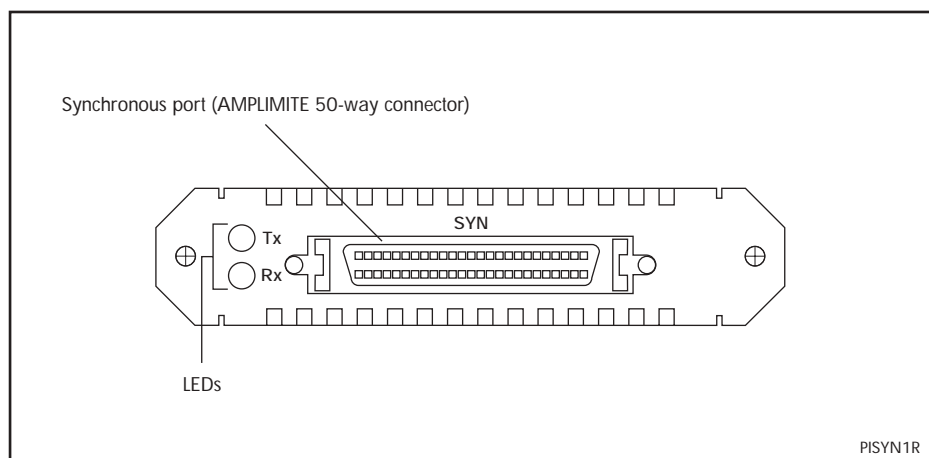 Synchronous port (AMPLIMITE 50-way connector)
SYN
Tx
Rx
LEDs
PISYN1R